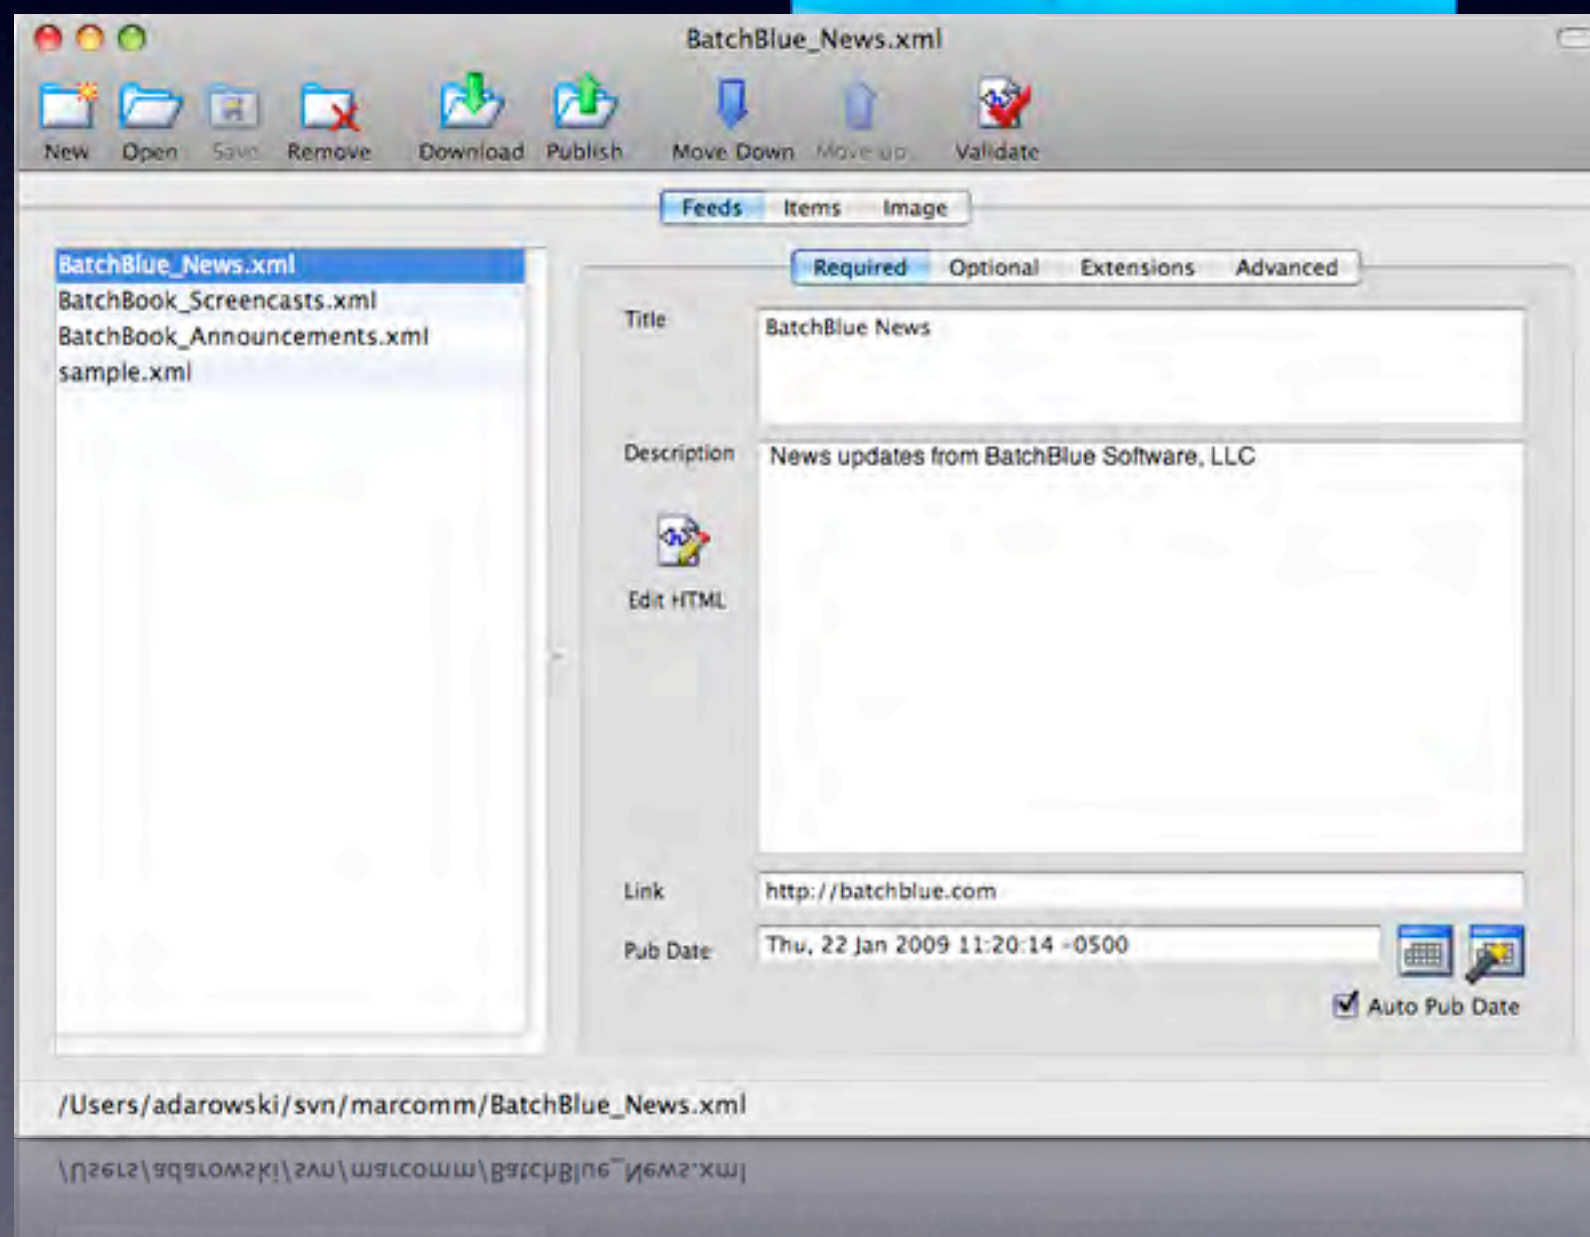 BatchBlue_News.xml
New Open Save Remove Download Publish Move Down Move up Validate
Feeds Items Image
BatchBlue_News.xml
BatchBook_Screencasts.xml
BatchBook_Announcements.xml
sample.xml
Required Optional Extensions Advanced
Title BatchBlue News
Description News updates from BatchBlue Software, LLC
Edit HTML
Link http://batchblue.com
Pub Date Thu, 22 Jan 2009 11:20:14 -0500
Auto Pub Date
/Users/adarowski/svn/marcomm/BatchBlue_News.xml